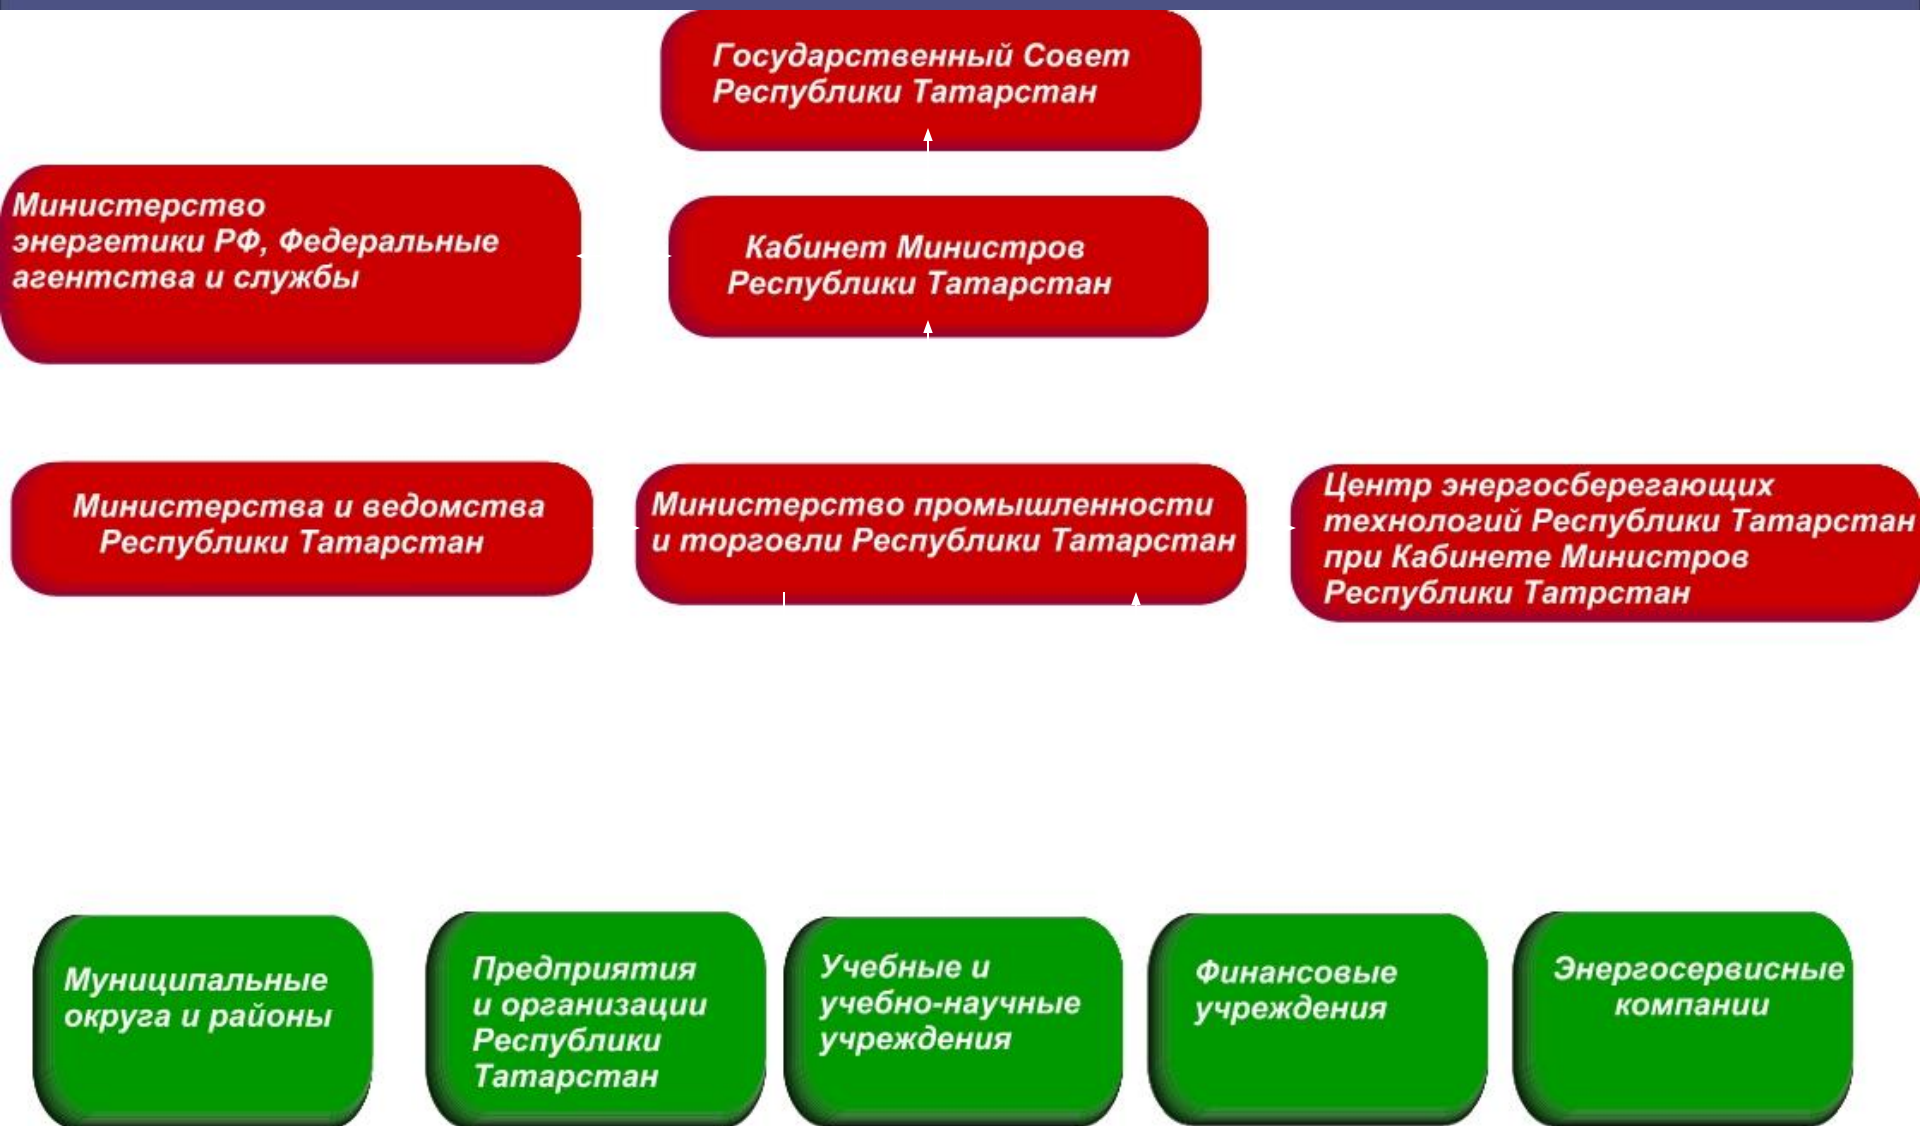 Государственный Совет
Республики Татарстан
Министерство
энергетики РФ, Федеральные
агентства и службы
Кабинет Министров
Республики Татарстан
Министерства и ведомства
Республики Татарстан
Министерство промышленности
и торговли Республики Татарстан
Центр энергосберегающих
технологий Республики Татарстан
при Кабинете Министров
Республики Татрстан
Муниципальные
округа и районы
Предприятия
и организации
Республики
Татарстан
Учебные и
учебно-научные
учреждения
Финансовые
учреждения
Энергосервисные
компании